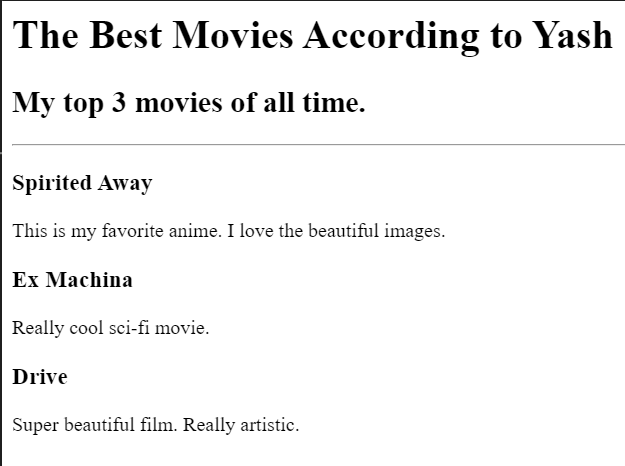 The Best Movies According to Yash
My top 3 movies of all time.
Spirited Away
This is my favorite anime. I love the beautiful images.
Ex Machina
Really cool sci-fi movie.
Drive
Super beautiful film. Really artistic.